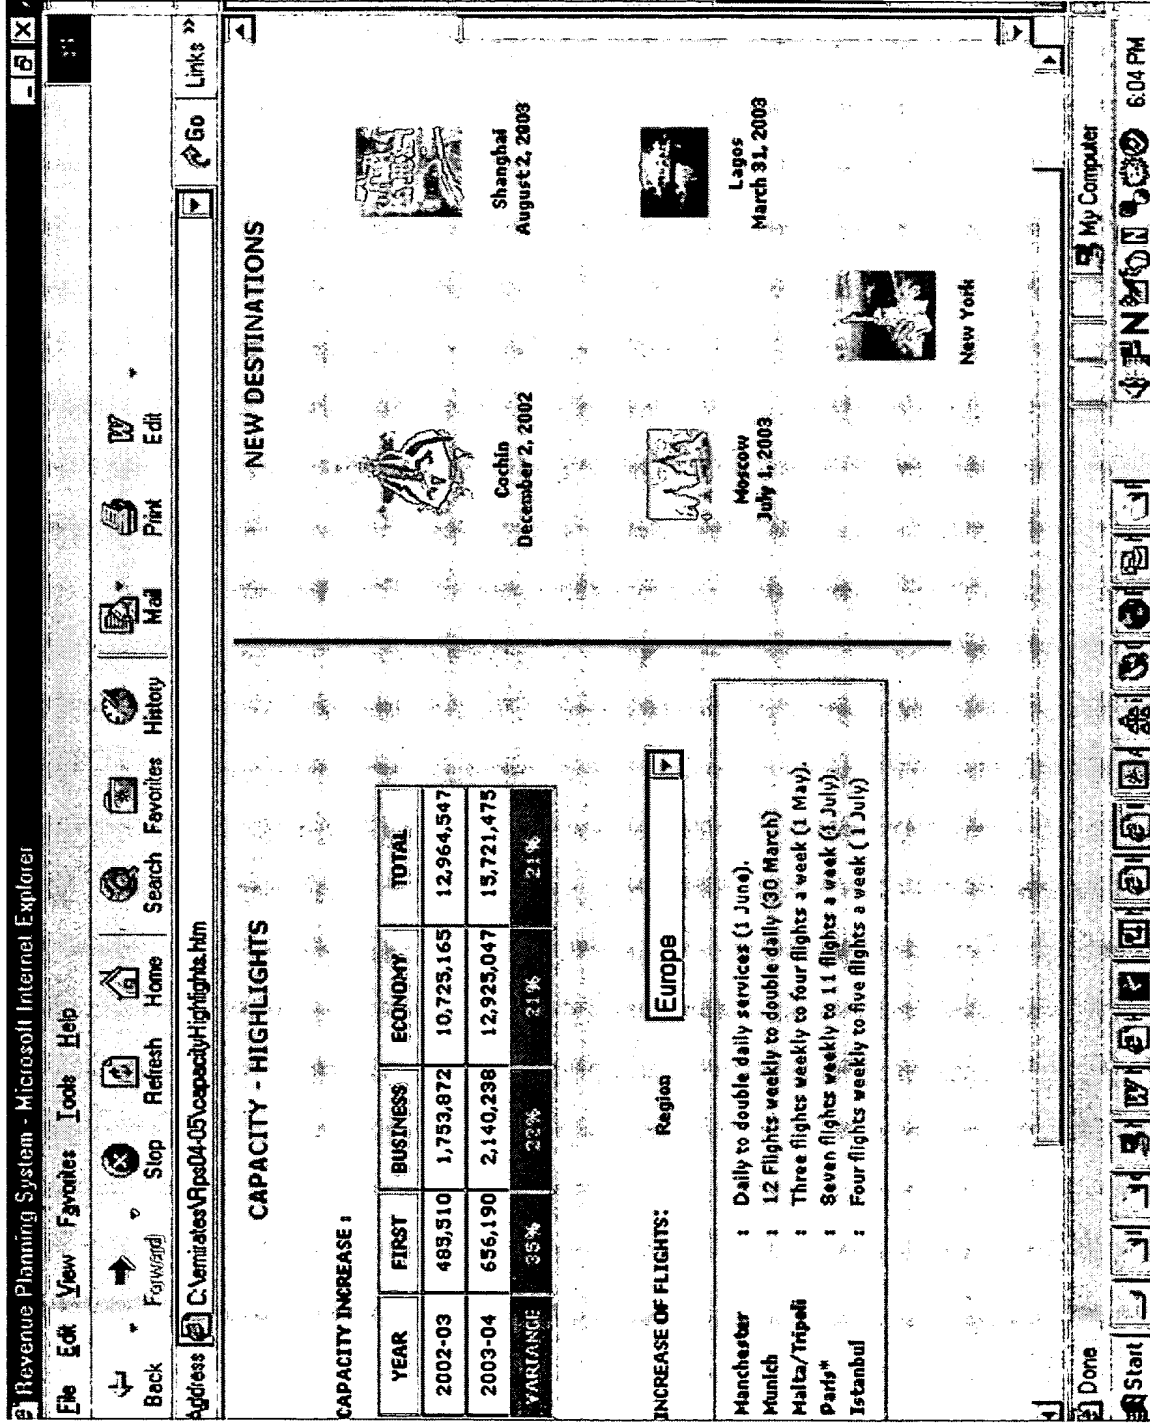 Revenue Planning System - Microsoft Internet Explorer
File Edit View Favorites Tools Help
Back Forward Stop Refresh Home Search Favorites History Mail Print Edit
Address C:\emirates\Rps04-05\capacityHighlights.htm Go Links »
CAPACITY - HIGHLIGHTS
CAPACITY INCREASE :
YEAR FIRST BUSINESS ECONOMY TOTAL
2002-03 485,510 1,753,872 10,725,165 12,964,547
2003-04 656,190 2,140,238 12,925,047 15,721,475
VARIANCE 35% 21% 21%
INCREASE OF FLIGHTS: Region Europe
Manchester : Daily to double daily services (1 June).
Munich : 12 Flights weekly to double daily (30 March)
Malta/Tripoli : Three flights weekly to four flights a week (1 May).
Paris* : Seven flights weekly to 11 flights a week (1 July).
Istanbul : Four flights weekly to five flights a week ( 1 July)
NEW DESTINATIONS
Cochin
December 2, 2002
Shanghai
August 2, 2003
Moscow
July 1, 2003
Lagos
March 31, 2003
New York
Done My Computer
Start 6:04 PM